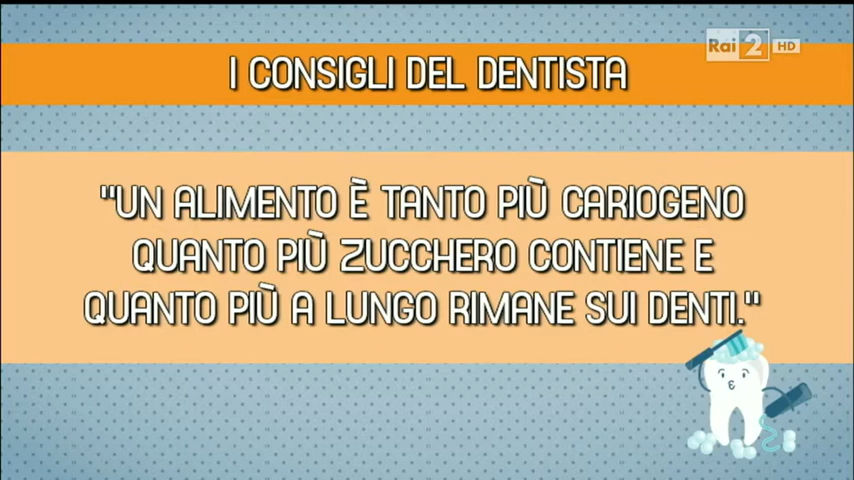 Rai 2 HD
I CONSIGLI DEL DENTISTA
"UN ALIMENTO È TANTO PIÙ CARIOGENO
QUANTO PIÙ ZUCCHERO CONTIENE E
QUANTO PIÙ A LUNGO RIMANE SUI DENTI."